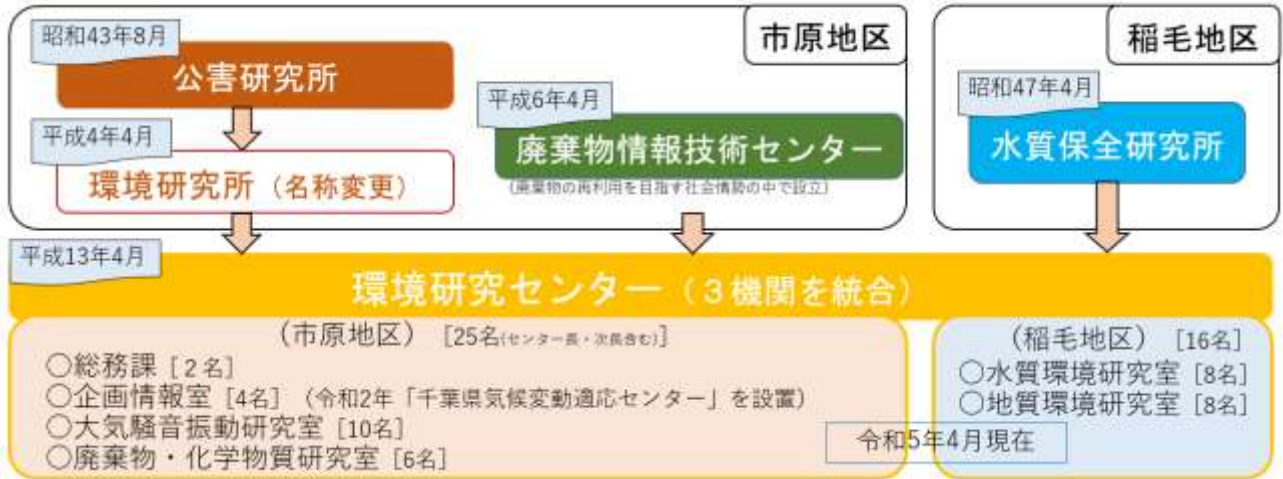 市原地区
昭和43年8月
公害研究所
平成4年4月
環境研究所（名称変更）
平成6年4月
廃棄物情報技術センター
（廃棄物の再利用を目指す社会情勢の中で設立）
稲毛地区
昭和47年4月
水質保全研究所
平成13年4月
環境研究センター（３機関を統合）
（市原地区）［25名(センター長・次長含む)］
○総務課［２名］
○企画情報室［4名］（令和2年「千葉県気候変動適応センター」を設置）
○大気騒音振動研究室［10名］
○廃棄物・化学物質研究室［6名］
（稲毛地区）［16名］
○水質環境研究室［8名］
○地質環境研究室［8名］
令和5年4月現在